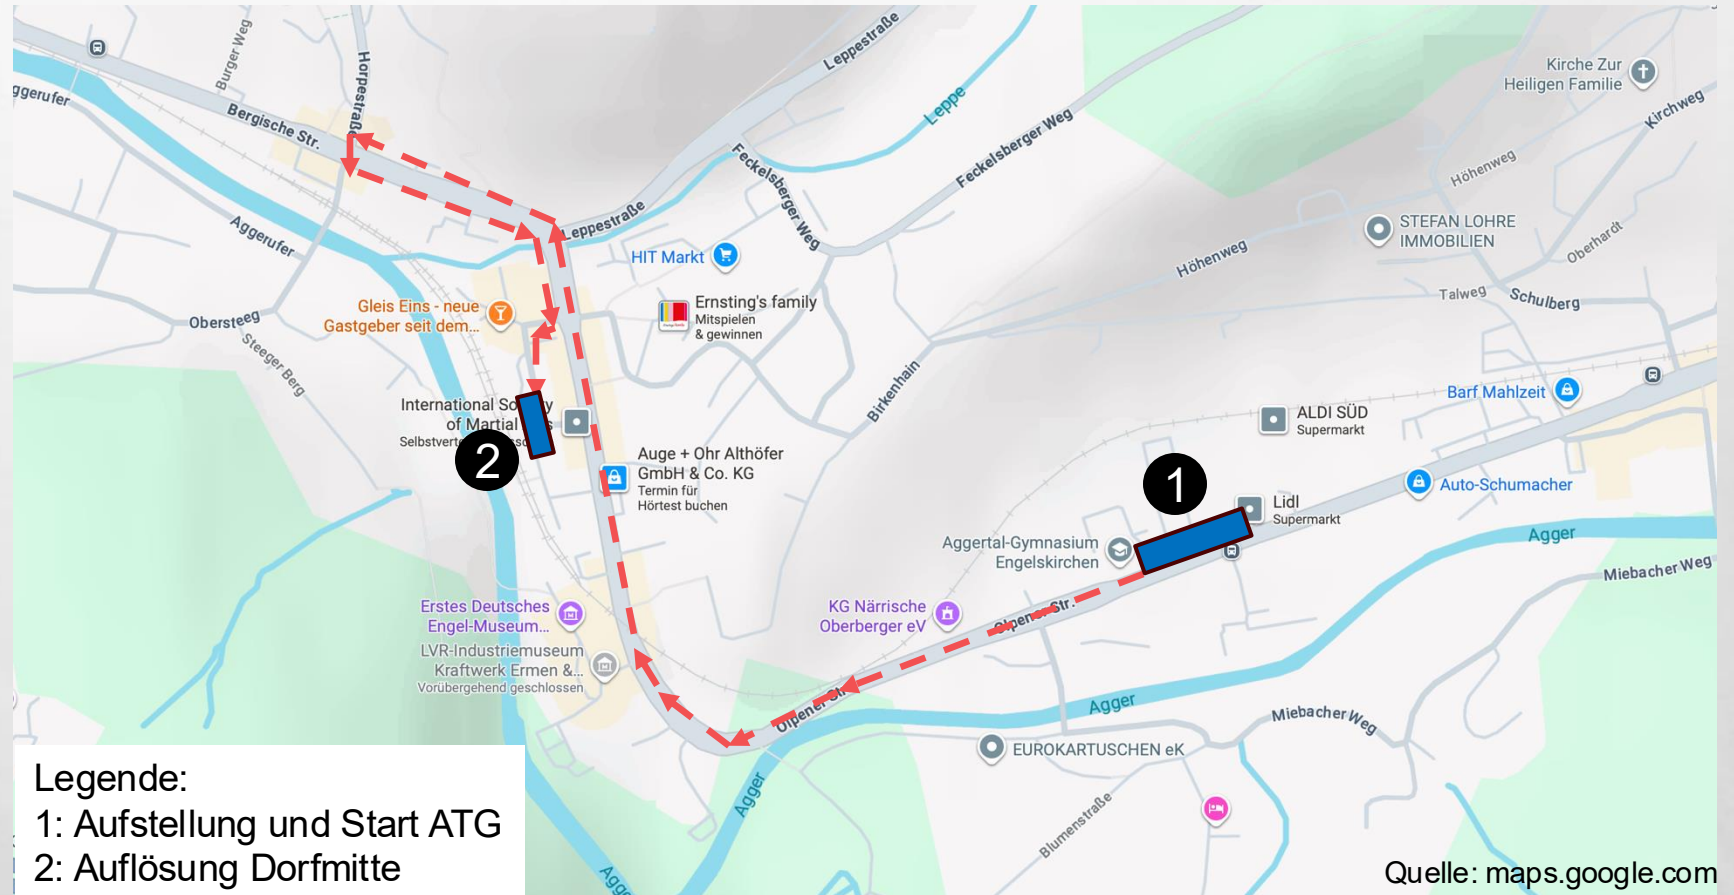 Leppestraße
Burger Weg
Horpestraße
Kirche Zur
Heiligen Familie
ggerufer
Bergische Str.
Leppe
Kirchweg
Feckelsberger Weg
Feckelsberger Weg
Höhenweg
Leppestraße
Aggerufer
STEFAN LOHRE
IMMOBILIEN
Oberhardt
HIT Markt
Höhenweg
Talweg
Schulberg
Gleis Eins - neue
Gastgeber seit dem...
Ernsting's family
Mitspielen
& gewinnen
Obersteeg
Steeger Berg
Birkenhain
Barf Mahlzeit
International So
y
of Martial
s
Selbstverte
ALDI SÜD
Supermarkt
2
Auge + Ohr Althöfer
GmbH & Co. KG
Termin für
Hörtest buchen
1
Auto-Schumacher
Lidl
Supermarkt
Aggertal-Gymnasium
Engelskirchen
Agger
Miebacher Weg
Erstes Deutsches
Engel-Museum...
KG Närrische
Oberberger eV
Olpener Str.
LVR-Industriemuseum
Kraftwerk Ermen &...
Vorübergehend geschlossen
Olpener Str.
Agger
Miebacher Weg
EUROKARTUSCHEN eK
Agger
Blumenstraße
Agge
Legende:
1: Aufstellung und Start ATG
2: Auflösung Dorfmitte
Quelle: maps.google.com